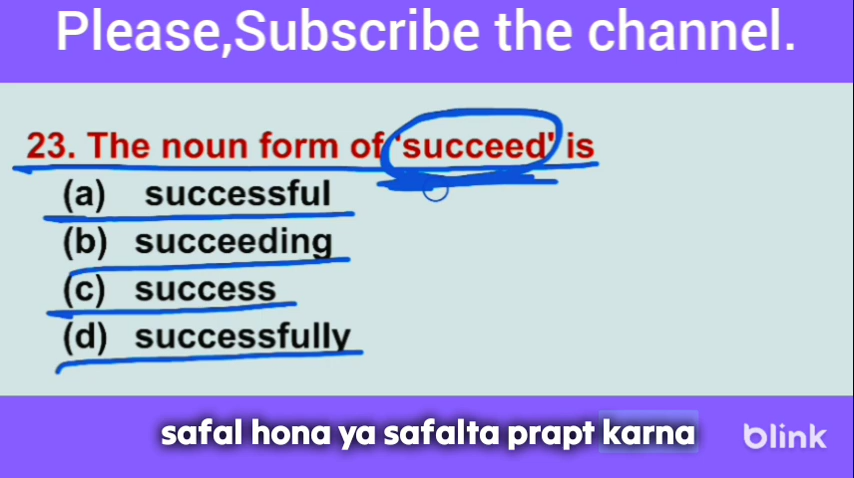 Please,Subscribe the channel.
23. The noun form of 'succeed' is
(a) successful
(b) succeeding
(c) success
(d) successfully
safal hona ya safalta prapt karna
blink